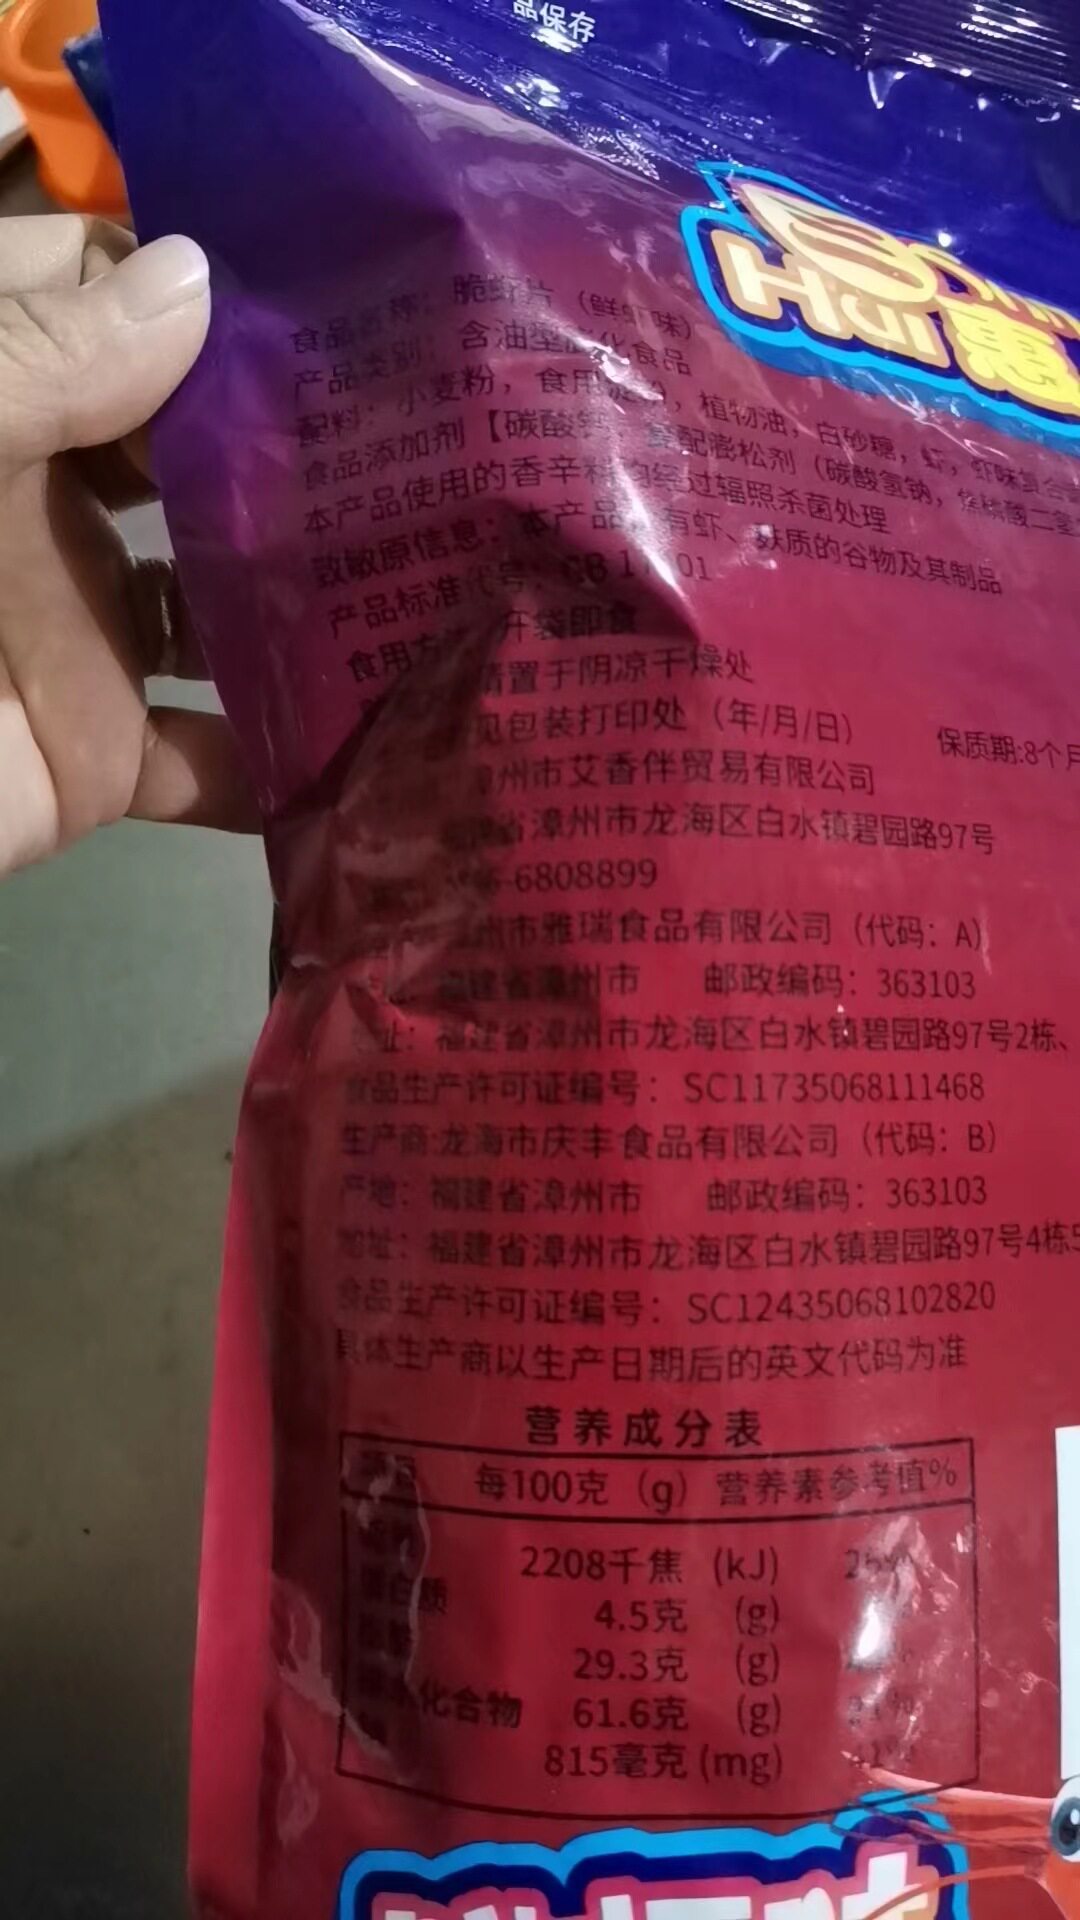 品保存
Hui 惠
食品名称：脆虾片（鲜虾味）
产品类别：含油型膨化食品
配料：小麦粉，食用淀粉，植物油，白砂糖，虾，虾味复合
食品添加剂【碳酸钙，复配膨松剂（碳酸氢钠，焦磷酸二氢
本产品使用的香辛料均经过辐照杀菌处理
致敏原信息：本产品 有虾、麸质的谷物及其制品
产品标准代号：GB 17401
食用方 开袋即食
请置于阴凉干燥处
见包装打印处（年/月/日） 保质期:8个月
州市艾香伴贸易有限公司
省漳州市龙海区白水镇碧园路97号
6-6808899
州市雅瑞食品有限公司（代码：A）
福建省漳州市 邮政编码：363103
址：福建省漳州市龙海区白水镇碧园路97号2栋、
食品生产许可证编号：SC11735068111468
生产商:龙海市庆丰食品有限公司（代码：B）
产地：福建省漳州市 邮政编码：363103
地址：福建省漳州市龙海区白水镇碧园路97号4栋5
食品生产许可证编号：SC12435068102820
具体生产商以生产日期后的英文代码为准
营养成分表
项目 每100克（g） 营养素参考值%
2208千焦（kJ）
蛋白质 4.5克（g）
29.3克（g）
化合物 61.6克（g）
815毫克(mg)